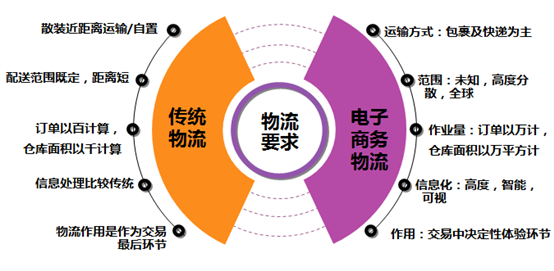 散装近距离运输/自置
配送范围既定，距离短
订单以百计算，
仓库面积以千计算
信息处理比较传统
物流作用是作为交易
最后环节
传统
物流
物流
要求
电子
商务
物流
运输方式：包裹及快递为主
范围：未知，高度分
散，全球
作业量：订单以万计，
仓库面积以万平方计
信息化：高度，智能，
可视
作用：交易中决定性体验环节